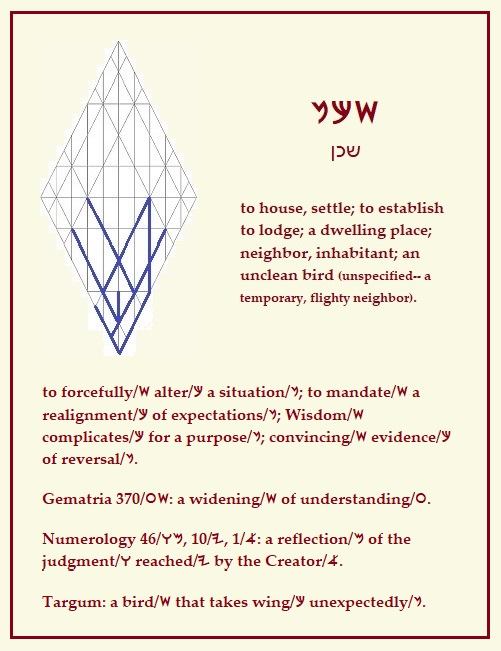 𐤔𐤊𐤍
שכן
to house, settle; to establish
to lodge; a dwelling place;
neighbor, inhabitant; an
unclean bird (unspecified-- a
temporary, flighty neighbor).
to forcefully/𐤔 alter/𐤊 a situation/𐤍; to mandate/𐤔 a
realignment/𐤊 of expectations/𐤍; Wisdom/𐤔
complicates/𐤊 for a purpose/𐤍; convincing/𐤔 evidence/𐤊
of reversal/𐤍.
Gematria 370/𐤔𐤏: a widening/𐤔 of understanding/𐤏.
Numerology 46/𐤌𐤅, 10/𐤉, 1/𐤀: a reflection/𐤌 of the
judgment/𐤅 reached/𐤉 by the Creator/𐤀.
Targum: a bird/𐤔 that takes wing/𐤊 unexpectedly/𐤍.